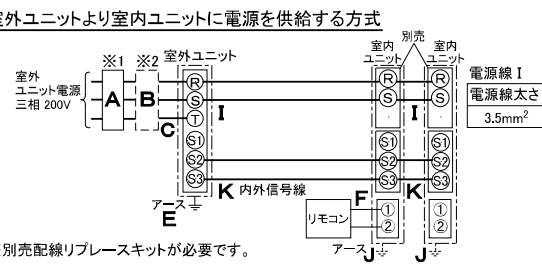 室外ユニットより室内ユニットに電源を供給する方式
別売
※1 ※2 室外ユニット 室内ユニット 室内ユニット
室外
ユニット電源
三相 200V
A B C
R S T S1 S2 S3
I
R S S1 S2 S3 ① ②
I
R S S1 S2 S3 ① ②
電源線 I
電源線太さ
3.5mm²
K 内外信号線
K
アース
E
F
リモコン
アース J
J
別売配線リプレースキットが必要です。